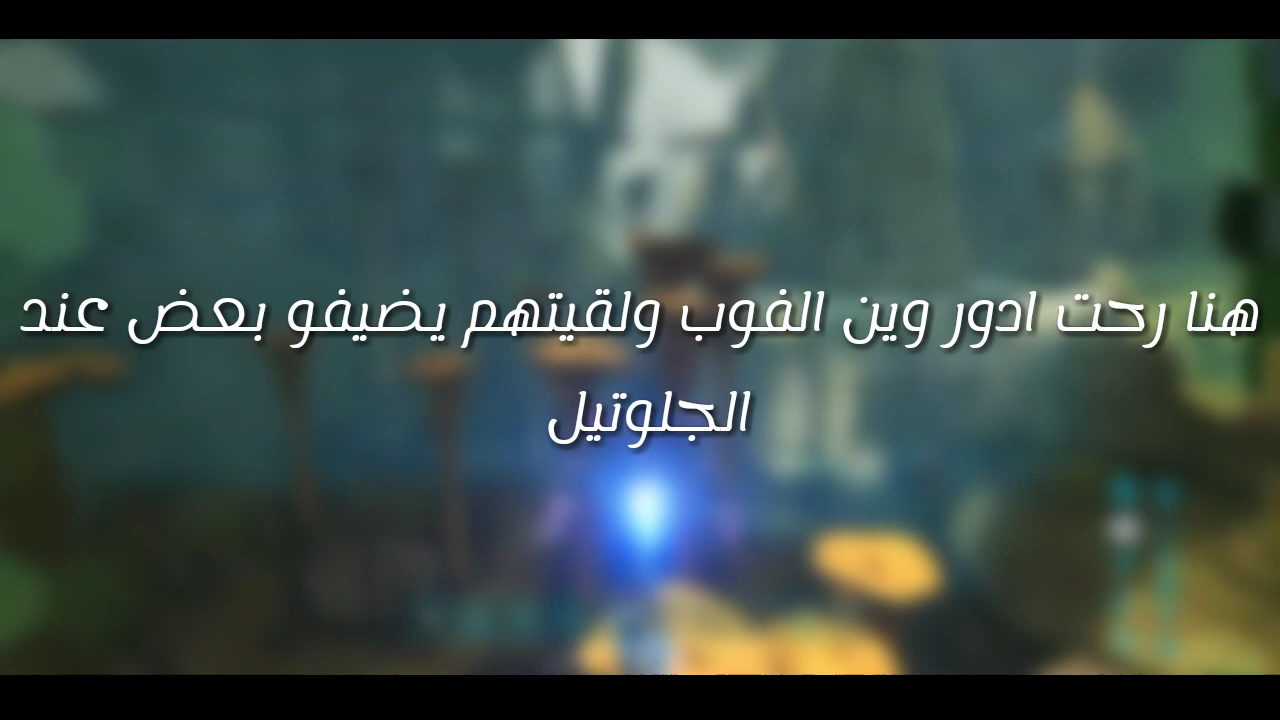 هنا رحت ادور وين الفوب ولقيتهم يضيفو بعض عند
الجلوتيل